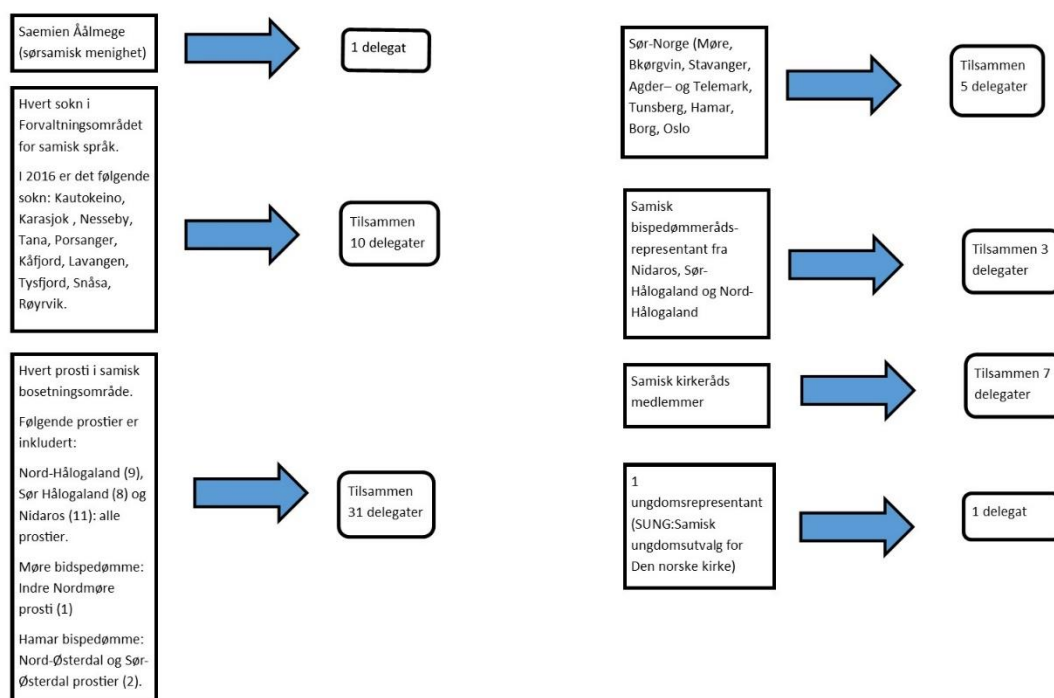 Saemien Åålmege
(sørsamisk menighet)
1 delegat
Hvert sokn i
Forvaltningsområdet
for samisk språk.
I 2016 er det følgende
sokn: Kautokeino,
Karasjok , Nesseby,
Tana, Porsanger,
Kåfjord, Lavangen,
Tysfjord, Snåsa,
Røyrvik.
Tilsammen
10 delegater
Hvert prosti i samisk
bosetningsområde.
Følgende prostier er
inkludert:
Nord-Hålogaland (9),
Sør Hålogaland (8) og
Nidaros (11): alle
prostier.
Møre bidspedømme:
Indre Nordmøre
prosti (1)
Hamar bispedømme:
Nord-Østerdal og Sør-
Østerdal prostier (2).
Tilsammen
31 delegater
Sør-Norge (Møre,
Bkørgvin, Stavanger,
Agder– og Telemark,
Tunsberg, Hamar,
Borg, Oslo
Tilsammen
5 delegater
Samisk
bispedømmeråds-
representant fra
Nidaros, Sør-
Hålogaland og Nord-
Hålogaland
Tilsammen 3
delegater
Samisk kirkeråds
medlemmer
Tilsammen 7
delegater
1
ungdomsrepresentant
(SUNG:Samisk
ungdomsutvalg for
Den norske kirke)
1 delegat